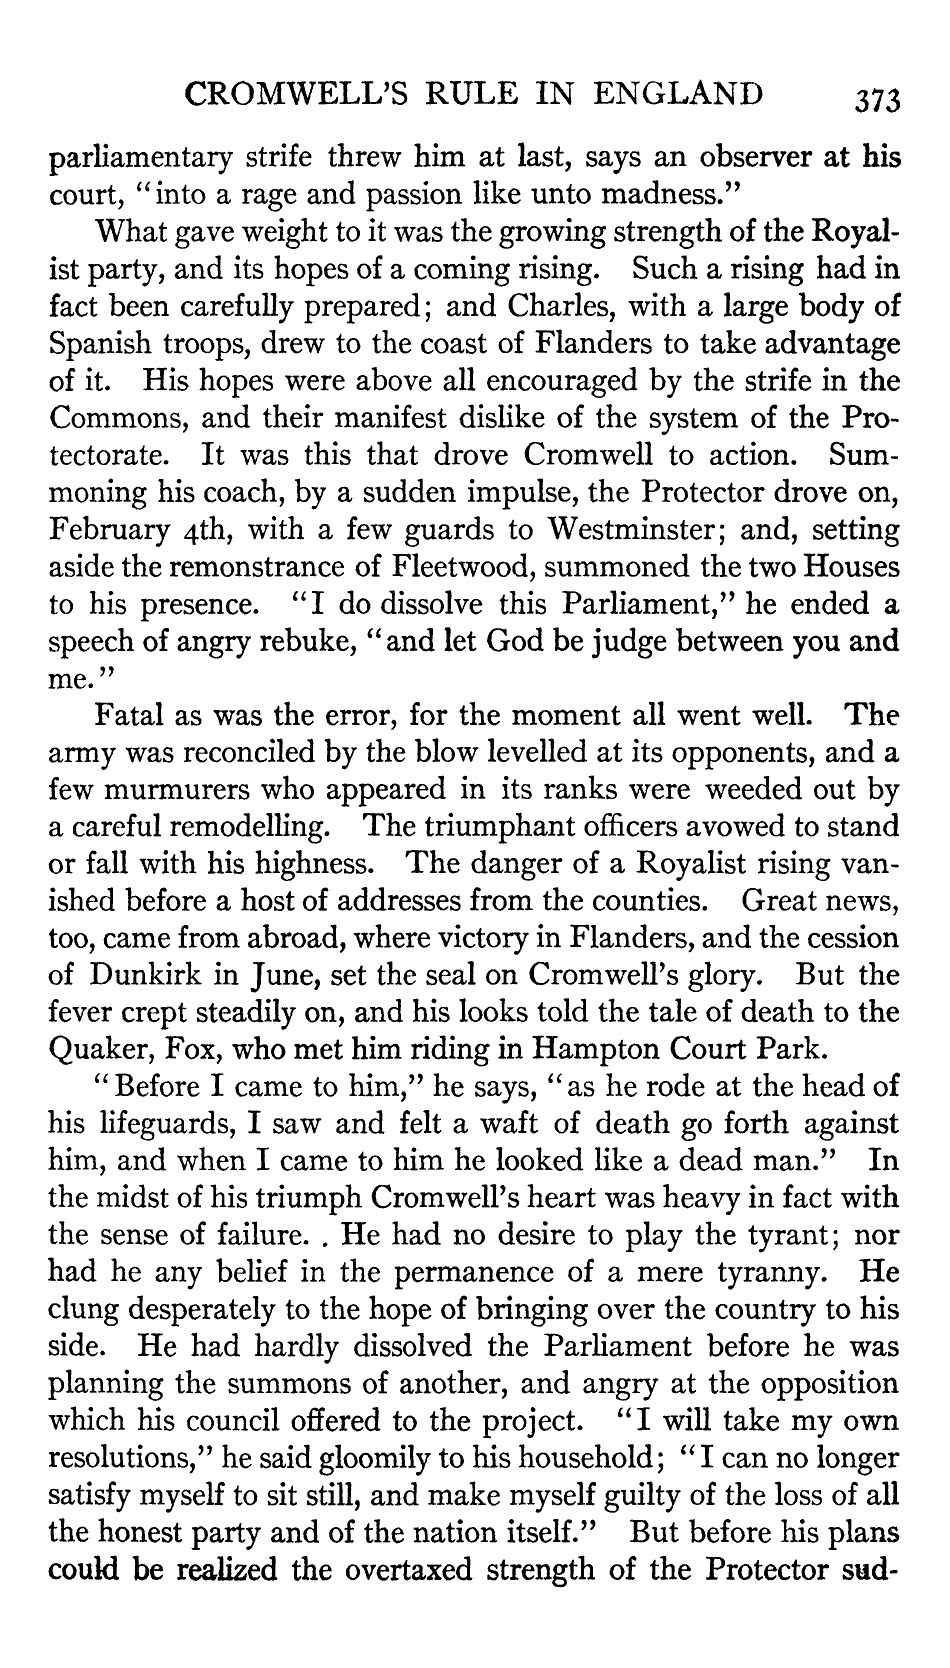 CROMWELL'S RULE IN ENGLAND 373
parliamentary strife threw him at last, says an observer at his
court, "into a rage and passion like unto madness."
What gave weight to it was the growing strength of the Royal-
ist party, and its hopes of a coming rising. Such a rising had in
fact been carefully prepared; and Charles, with a large body of
Spanish troops, drew to the coast of Flanders to take advantage
of it. His hopes were above all encouraged by the strife in the
Commons, and their manifest dislike of the system of the Pro-
tectorate. It was this that drove Cromwell to action. Sum-
moning his coach, by a sudden impulse, the Protector drove on,
February 4th, with a few guards to Westminster; and, setting
aside the remonstrance of Fleetwood, summoned the two Houses
to his presence. "I do dissolve this Parliament," he ended a
speech of angry rebuke, "and let God be judge between you and
me."
Fatal as was the error, for the moment all went well. The
army was reconciled by the blow levelled at its opponents, and a
few murmurers who appeared in its ranks were weeded out by
a careful remodelling. The triumphant officers avowed to stand
or fall with his highness. The danger of a Royalist rising van-
ished before a host of addresses from the counties. Great news,
too, came from abroad, where victory in Flanders, and the cession
of Dunkirk in June, set the seal on Cromwell's glory. But the
fever crept steadily on, and his looks told the tale of death to the
Quaker, Fox, who met him riding in Hampton Court Park.
"Before I came to him," he says, "as he rode at the head of
his lifeguards, I saw and felt a waft of death go forth against
him, and when I came to him he looked like a dead man." In
the midst of his triumph Cromwell's heart was heavy in fact with
the sense of failure. . He had no desire to play the tyrant; nor
had he any belief in the permanence of a mere tyranny. He
clung desperately to the hope of bringing over the country to his
side. He had hardly dissolved the Parliament before he was
planning the summons of another, and angry at the opposition
which his council offered to the project. "I will take my own
resolutions," he said gloomily to his household; "I can no longer
satisfy myself to sit still, and make myself guilty of the loss of all
the honest party and of the nation itself." But before his plans
could be realized the overtaxed strength of the Protector sud-